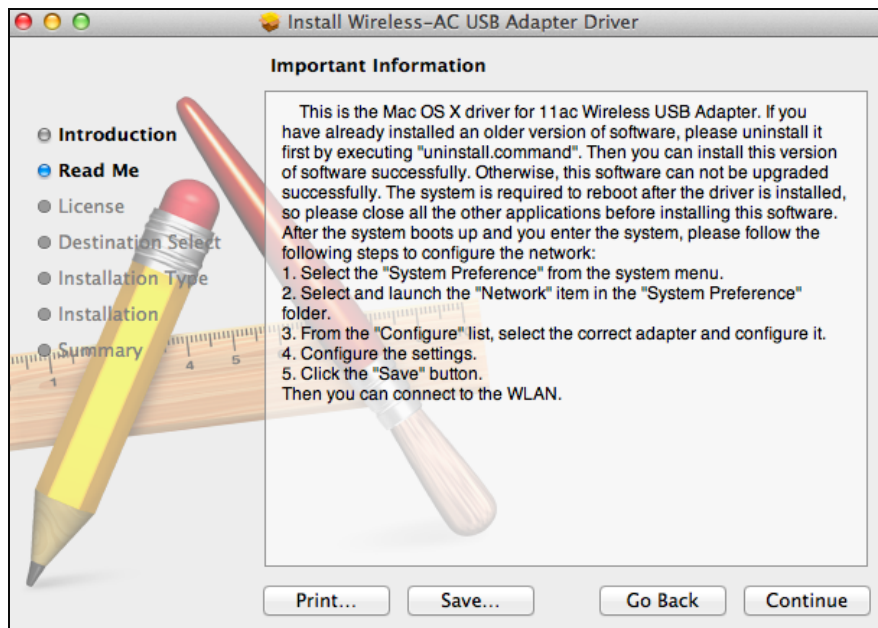 Install Wireless-AC USB Adapter Driver
Important Information
Introduction
Read Me
License
Destination Select
Installation Type
Installation
Summary
This is the Mac OS X driver for 11ac Wireless USB Adapter. If you
have already installed an older version of software, please uninstall it
first by executing "uninstall.command". Then you can install this version
of software successfully. Otherwise, this software can not be upgraded
successfully. The system is required to reboot after the driver is installed,
so please close all the other applications before installing this software.
After the system boots up and you enter the system, please follow the
following steps to configure the network:
1. Select the "System Preference" from the system menu.
2. Select and launch the "Network" item in the "System Preference"
folder.
3. From the "Configure" list, select the correct adapter and configure it.
4. Configure the settings.
5. Click the "Save" button.
Then you can connect to the WLAN.
1 4 5
Print... Save... Go Back Continue